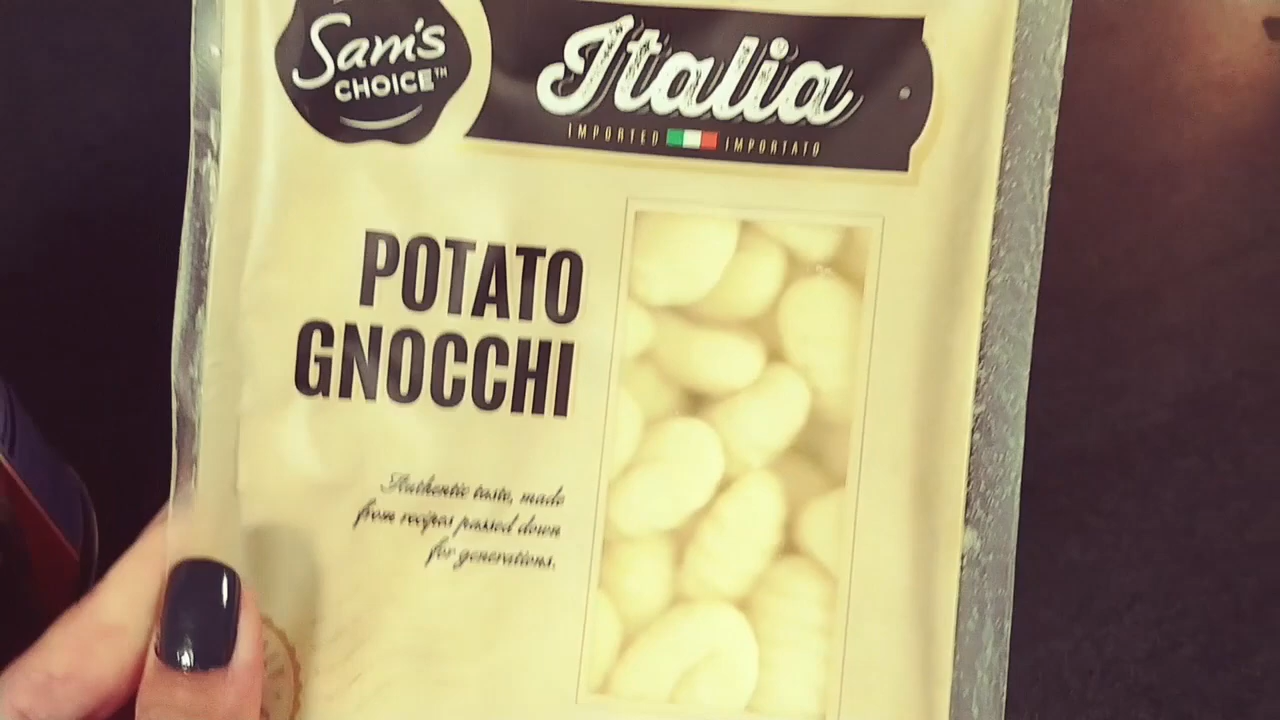 Sam's
CHOICE™
Italia
IMPORTED IMPORTATO
POTATO
GNOCCHI
Authentic taste, made
from recipes passed down
for generations.